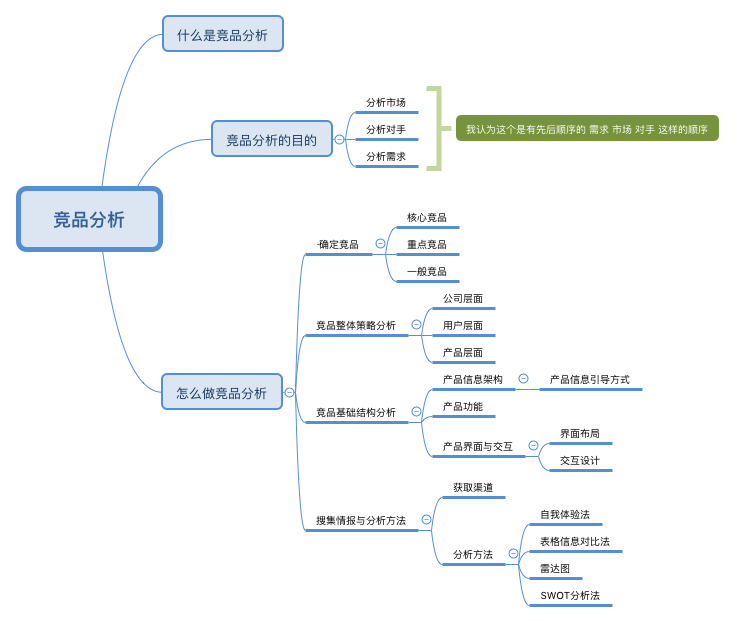 什么是竞品分析
竞品分析的目的
分析市场
分析对手
分析需求
我认为这个是有先后顺序的 需求 市场 对手 这样的顺序
竞品分析
怎么做竞品分析
·确定竞品
核心竞品
重点竞品
一般竞品
竞品整体策略分析
公司层面
用户层面
产品层面
竞品基础结构分析
产品信息架构
产品信息引导方式
产品功能
产品界面与交互
界面布局
交互设计
搜集情报与分析方法
获取渠道
分析方法
自我体验法
表格信息对比法
雷达图
SWOT分析法